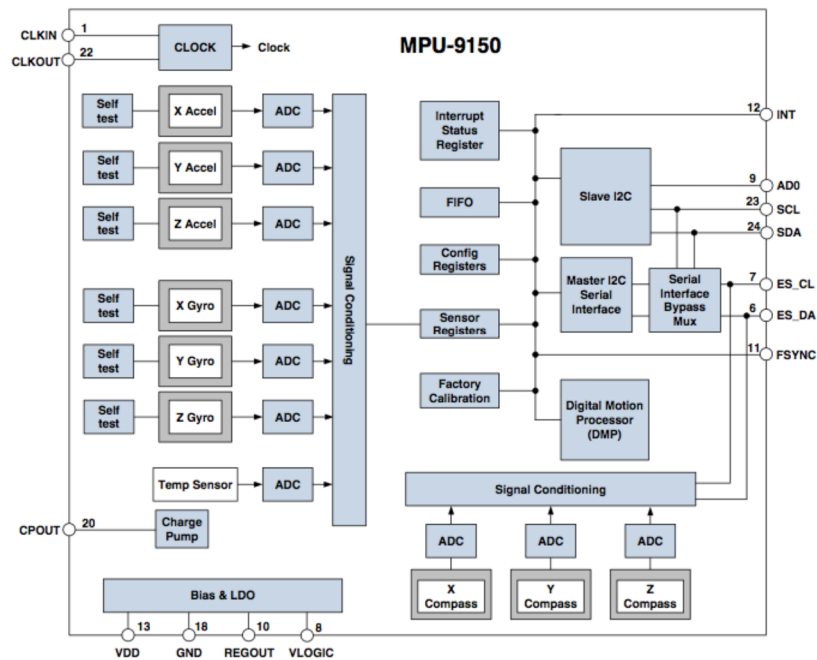 MPU-9150
CLKIN 1
CLKOUT 22
CLOCK
Clock
Self
test
X Accel
ADC
Self
test
Y Accel
ADC
Self
test
Z Accel
ADC
Self
test
X Gyro
ADC
Self
test
Y Gyro
ADC
Self
test
Z Gyro
ADC
Temp Sensor
ADC
Signal Conditioning
CPOUT 20
Charge
Pump
Bias & LDO
13
VDD
18
GND
10
REGOUT
8
VLOGIC
Interrupt
Status
Register
FIFO
Config
Registers
Sensor
Registers
Factory
Calibration
Slave I2C
Master I2C
Serial
Interface
Serial
Interface
Bypass
Mux
Digital Motion
Processor
(DMP)
12 INT
9 AD0
23 SCL
24 SDA
7 ES_CL
6 ES_DA
11 FSYNC
Signal Conditioning
ADC
ADC
ADC
X
Compass
Y
Compass
Z
Compass